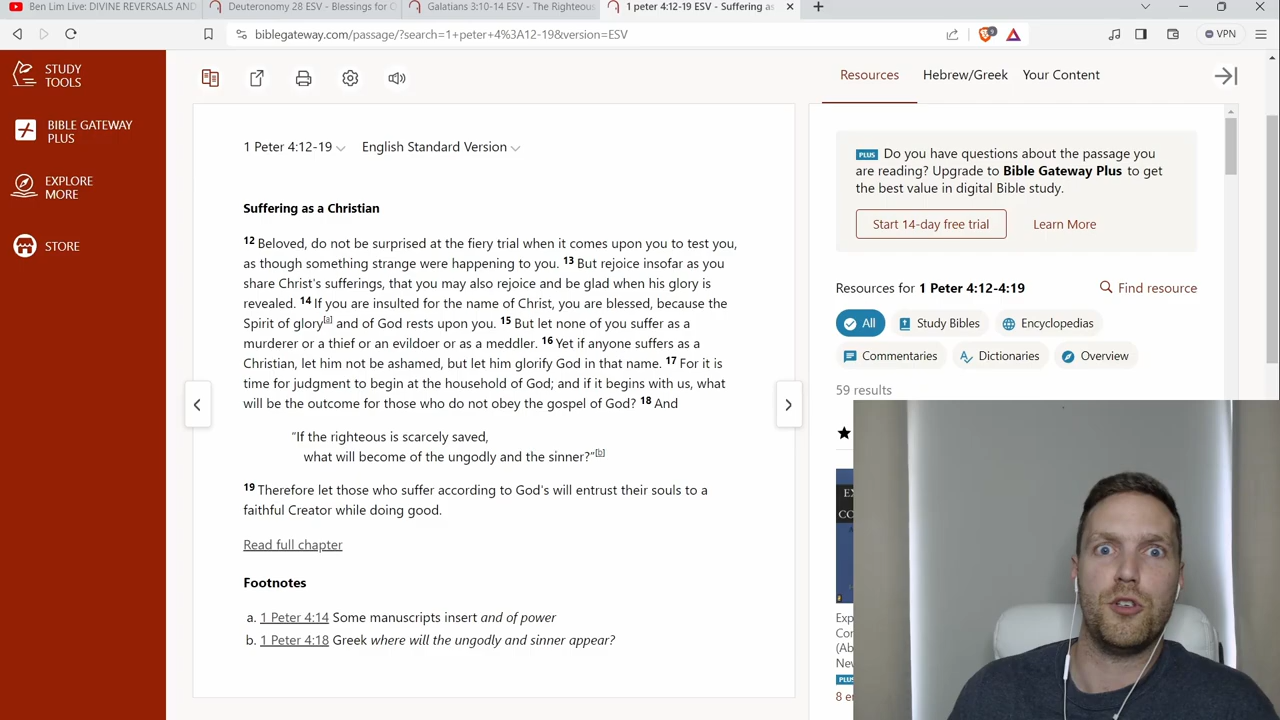 Ben Lim Live: DIVINE REVERSALS AND
Deuteronomy 28 ESV - Blessings for O
Galatians 3:10-14 ESV - The Righteous
1 peter 4:12-19 ESV - Suffering as
biblegateway.com/passage/?search=1+peter+4%3A12-19&version=ESV
VPN
STUDY
TOOLS
BIBLE GATEWAY
PLUS
EXPLORE
MORE
STORE
1 Peter 4:12-19
English Standard Version
Suffering as a Christian
12 Beloved, do not be surprised at the fiery trial when it comes upon you to test you,
as though something strange were happening to you. 13 But rejoice insofar as you
share Christ's sufferings, that you may also rejoice and be glad when his glory is
revealed. 14 If you are insulted for the name of Christ, you are blessed, because the
Spirit of glory[a] and of God rests upon you. 15 But let none of you suffer as a
murderer or a thief or an evildoer or as a meddler. 16 Yet if anyone suffers as a
Christian, let him not be ashamed, but let him glorify God in that name. 17 For it is
time for judgment to begin at the household of God; and if it begins with us, what
will be the outcome for those who do not obey the gospel of God? 18 And
“If the righteous is scarcely saved,
what will become of the ungodly and the sinner?”[b]
19 Therefore let those who suffer according to God's will entrust their souls to a
faithful Creator while doing good.
Read full chapter
Footnotes
a. 1 Peter 4:14 Some manuscripts insert and of power
b. 1 Peter 4:18 Greek where will the ungodly and sinner appear?
Resources
Hebrew/Greek
Your Content
PLUS Do you have questions about the passage you
are reading? Upgrade to Bible Gateway Plus to get
the best value in digital Bible study.
Start 14-day free trial
Learn More
Resources for 1 Peter 4:12-4:19
Find resource
All
Study Bibles
Encyclopedias
Commentaries
Dictionaries
Overview
59 results
EX
CO
Exp
Con
(Ab
New
PLUS
8 e